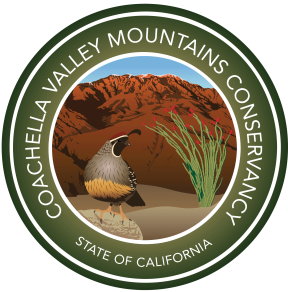 COACHELLA VALLEY MOUNTAINS CONSERVANCY
STATE OF CALIFORNIA